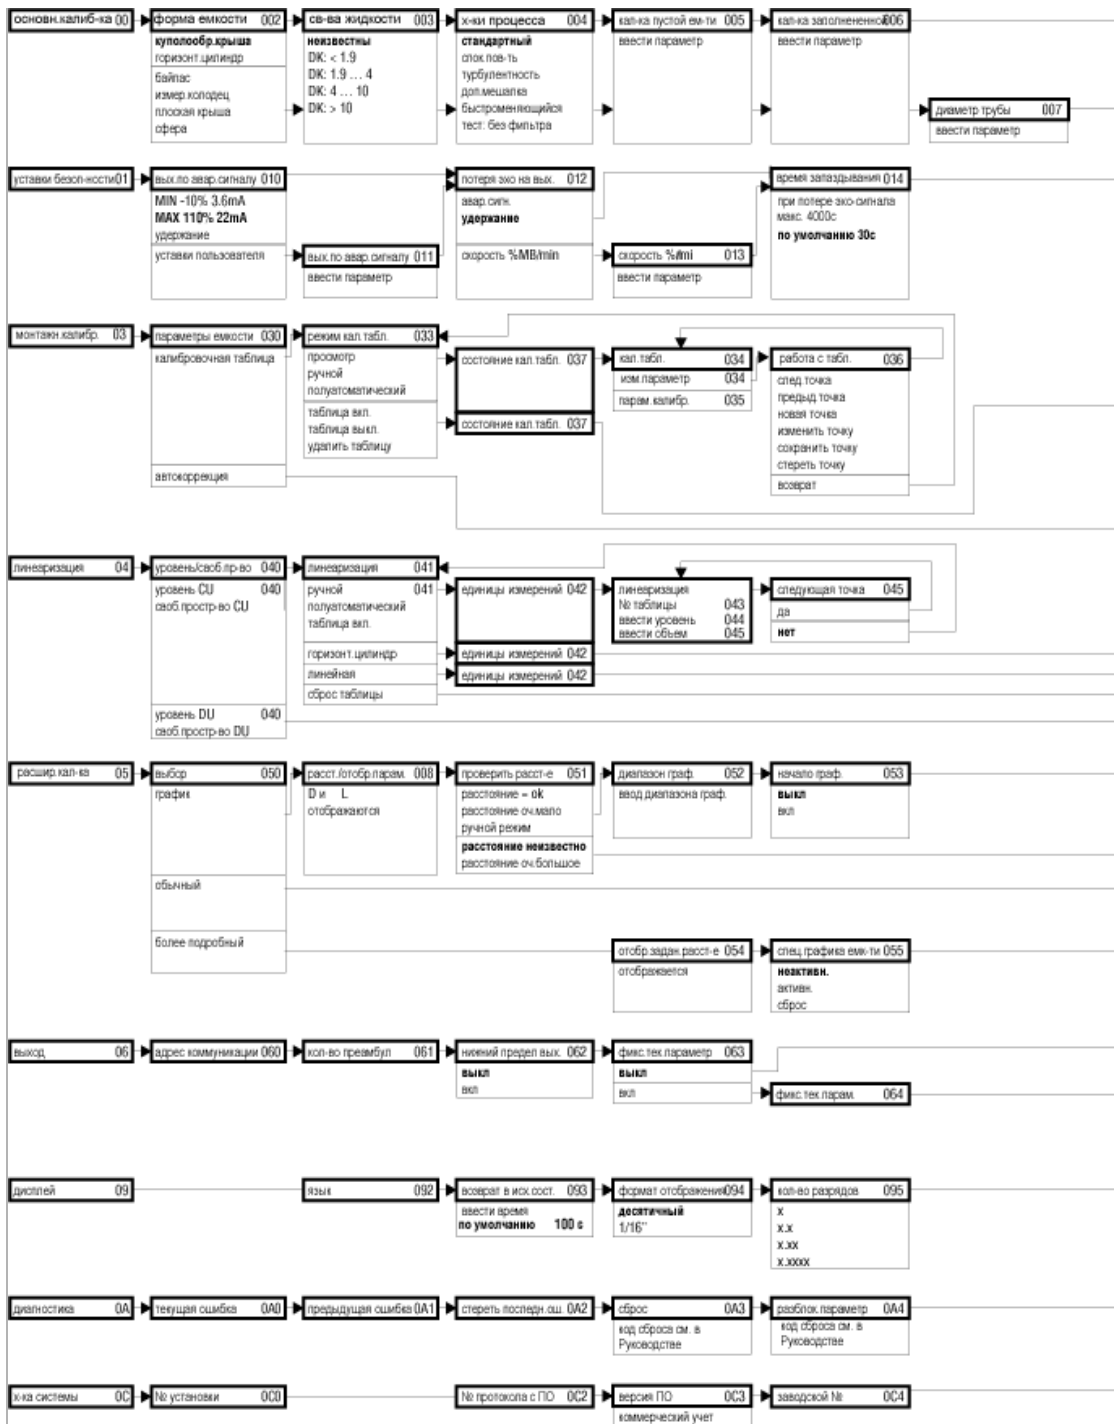 основн.калиб-ка 00
форма емкости 002
куполообр.крыша
горизонт.цилиндр
байпас
измер.колодец
плоская крыша
сфера
св-ва жидкости 003
неизвестны
DK: < 1.9
DK: 1.9 ... 4
DK: 4 ... 10
DK: > 10
х-ки процесса 004
стандартный
спок.пов-ть
турбулентность
доп.мешалка
быстроменяющийся
тест: без фильтра
кал-ка пустой ем-ти 005
ввести параметр
кал-ка заполнененной 006
ввести параметр
диаметр трубы 007
ввести параметр
уставки безоп-ности 01
вых.по авар.сигналу 010
MIN -10% 3.6mA
MAX 110% 22mA
удержание
уставки пользователя
вых.по авар.сигналу 011
ввести параметр
потеря эхо на вых. 012
авар.сигн.
удержание
скорость %MB/min
скорость %/mi 013
ввести параметр
время запаздывания 014
при потере эхо-сигнала
макс. 4000с
по умолчанию 30с
монтажн.калибр. 03
параметры емкости 030
калибровочная таблица
автокоррекция
режим кал.табл. 033
просмотр
ручной
полуатоматический
таблица вкл.
таблица выкл.
удалить таблицу
состояние кал.табл. 037
состояние кал.табл. 037
кал.табл. 034
изм.параметр 034
парам.калибр. 035
работа с табл. 036
след.точка
предыд.точка
новая точка
изменить точку
сохранить точку
стереть точку
возврат
линеаризация 04
уровень/своб.пр-во 040
уровень CU 040
своб.простр-во CU
уровень DU 040
своб.простр-во DU
линеаризация 041
ручной 041
полуатоматический
таблица вкл.
горизонт.цилиндр
линейная
сброс таблицы
единицы измерений 042
единицы измерений 042
единицы измерений 042
линеаризация
№ таблицы 043
ввести уровень 044
ввести объем 045
следующая точка 045
да
нет
расшир.кал-ка 05
выбор 050
график
обычный
более подробный
расст./отобр.парам. 008
D и L
отображаются
проверить расст-е 051
расстояние = ok
расстояние оч.мало
ручной режим
расстояние неизвестно
расстояние оч.большое
диапазон граф. 052
ввод диапазона граф.
начало граф. 053
выкл
вкл
отобр.задан.расст-е 054
отображается
спец.графика емк-ти 055
неактивн.
активн.
сброс
выход 06
адрес коммуникации 060
кол-во преамбул 061
нижний предел вых. 062
выкл
вкл
фикс.тек.параметр 063
выкл
вкл
фикс.тек.парам. 064
дисплей 09
язык 092
возврат в исх.сост. 093
ввести время
по умолчанию 100 s
формат отображения 094
десятичный
1/16"
кол-во разрядов 095
x
x.x
x.xx
x.xxxx
диагностика 0A
текущая ошибка 0A0
предыдущая ошибка 0A1
стереть последн.ош. 0A2
сброс 0A3
код сброса см. в
Руководстве
разблок.параметр 0A4
код сброса см. в
Руководстве
х-ка системы 0C
№ установки 0C0
№ протокола с ПО 0C2
версия ПО 0C3
коммерческий учет
заводской № 0C4